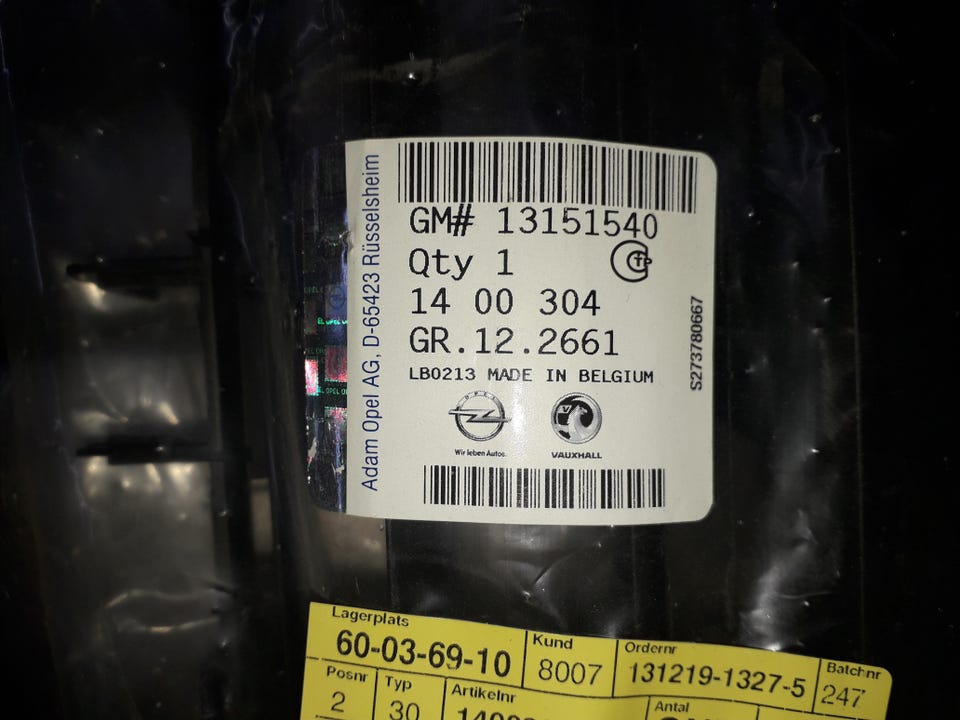 Adam Opel AG, D-65423 Rüsselsheim
GM# 13151540
Qty 1
14 00 304
GR.12.2661
LB0213 MADE IN BELGIUM
S273780667
OPEL
Wir leben Autos.
VAUXHALL
Lagerplats
60-03-69-10
Kund
8007
Ordernr
131219-1327-5
Batchnr
247
Posnr
2
Typ
30
Artikelnr
Antal